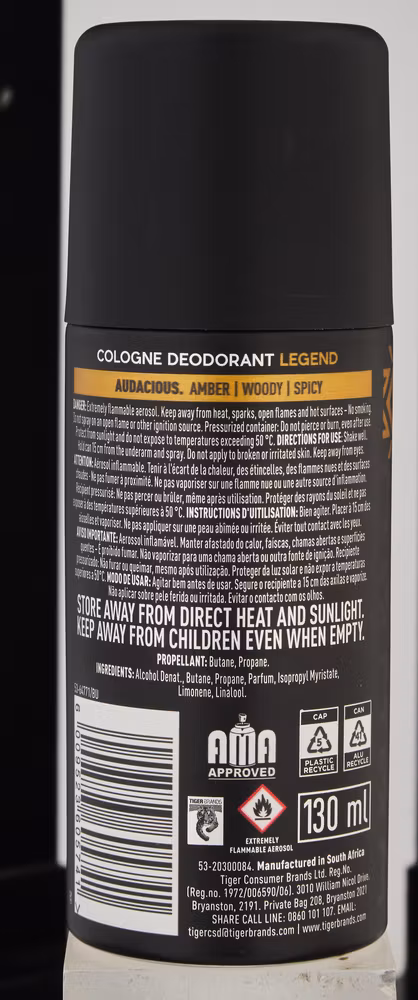 COLOGNE DEODORANT LEGEND
AUDACIOUS. AMBER | WOODY | SPICY
DANGER: Extremely flammable aerosol. Keep away from heat, sparks, open flames and hot surfaces – No smoking
Do not spray on an open flame or other ignition source. Pressurized container: Do not pierce or burn, even after use.
Protect from sunlight and do not expose to temperatures exceeding 50 °C. DIRECTIONS FOR USE: Shake well.
Hold can 15 cm from the underarm and spray. Do not apply to broken or irritated skin. Keep away from eyes.
ATTENTION: Aérosol inflammable. Tenir à l'écart de la chaleur, des étincelles, des flammes nues et des surfaces
chaudes - Ne pas fumer à proximité. Ne pas vaporiser sur une flamme nue ou une autre source d'inflammation.
Récipient pressurisé: Ne pas percer ou brûler, même après utilisation. Protéger des rayons du soleil et ne pas
exposer à des températures supérieures à 50 °C. INSTRUCTIONS D'UITILISATION: Bien agiter. Placer à 15 cm des
aisselles et vaporiser. Ne pas appliquer sur une peau abîmée ou irritée. Éviter tout contact avec les yeux.
AVISO IMPORTANTE: Aerossol inflamável. Manter afastado do calor, faíscas, chamas abertas e superfícies
quentes – É proibido fumar. Não vaporizar para uma chama aberta ou outra fonte de ignição. Recipiente
pressurizado: Não furar ou queimar, mesmo após utilização. Proteger da luz solar e não expor a temperaturas
superiores a 50°C. MODO DE USAR: Agitar bem antes de usar. Segure o recipiente a 15 cm das axilas e vaporize.
Não aplicar sobre pele ferida ou irritada. Evitar o contacto com os olhos.
STORE AWAY FROM DIRECT HEAT AND SUNLIGHT.
KEEP AWAY FROM CHILDREN EVEN WHEN EMPTY.
PROPELLANT: Butane, Propane.
INGREDIENTS: Alcohol Denat., Butane, Propane, Parfum, Isopropyl Myristate,
Limonene, Linalool.
53-64771/BU
6 009523 605741
AMA
APPROVED
CAP
5
PLASTIC
RECYCLE
CAN
41
ALU
RECYCLE
TIGER BRANDS
EXTREMELY
FLAMMABLE AEROSOL
130 ml
53-20300084. Manufactured in South Africa
Tiger Consumer Brands Ltd. Reg.No.
(Reg.no. 1972/006590/06). 3010 William Nicol Drive,
Bryanston, 2191. Private Bag 20B, Bryanston 2021
SHARE CALL LINE: 0860 101 107. EMAIL:
tigercsd@tigerbrands.com | www.tigerbrands.com